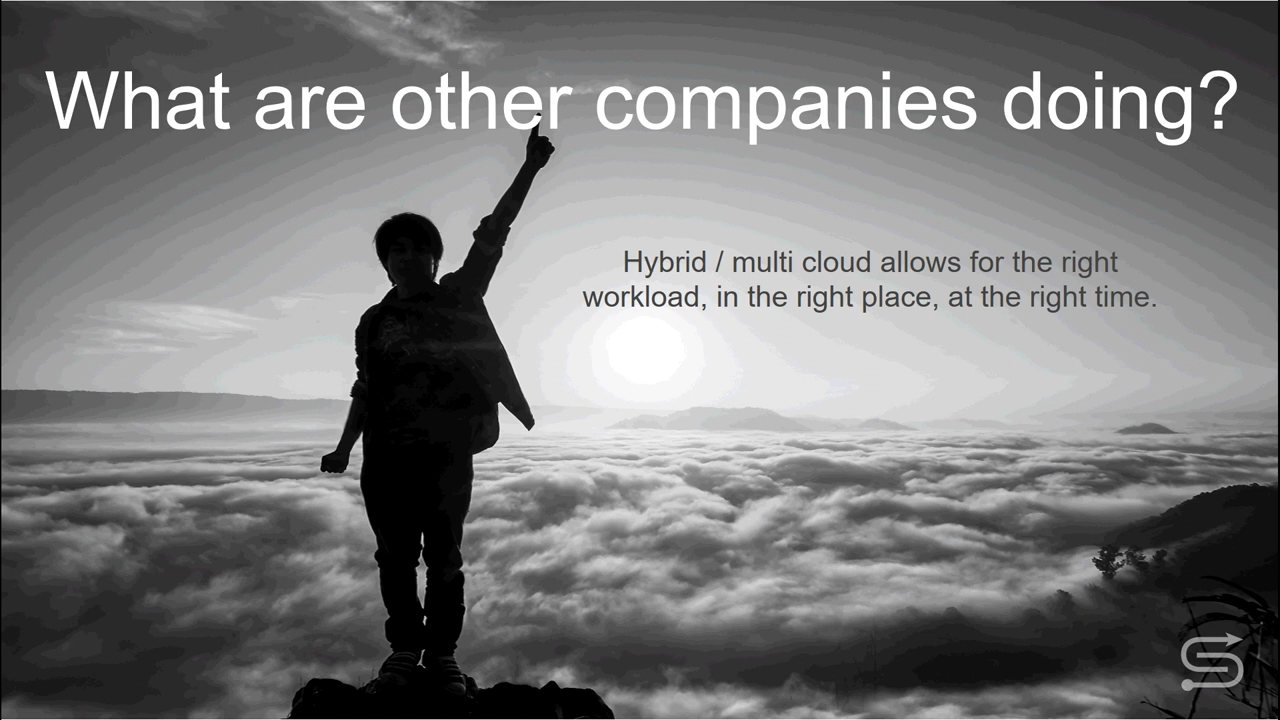 What are other companies doing?
Hybrid / multi cloud allows for the right
workload, in the right place, at the right time.